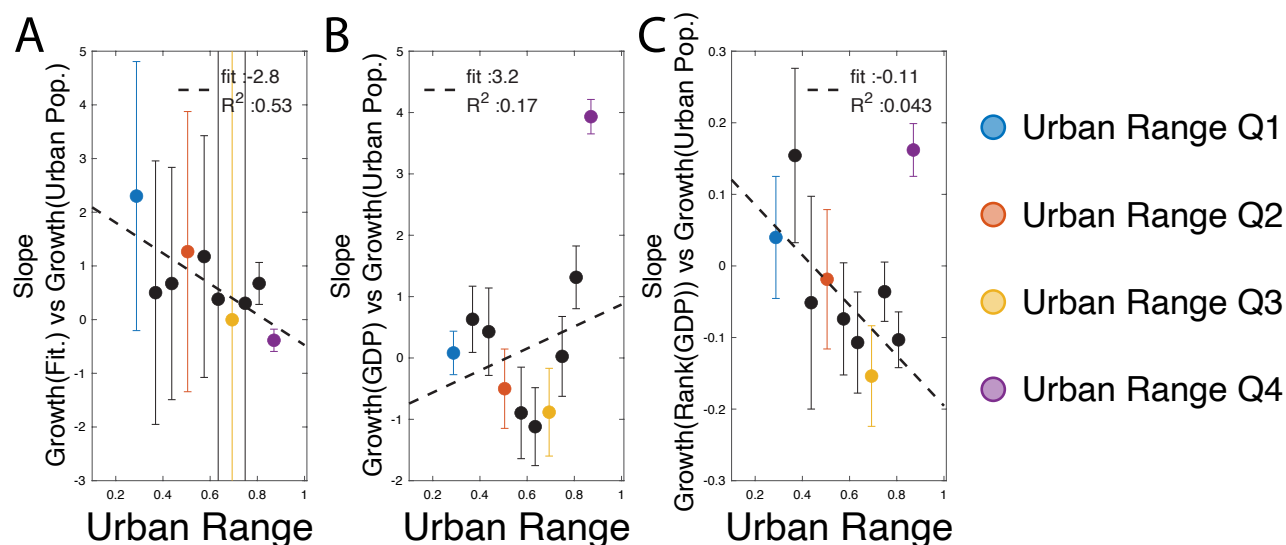 A
Slope
Growth(Fit.) vs Growth(Urban Pop.)
5
4
3
2
1
0
-1
-2
-3
fit :-2.8
R2 :0.53
0.2 0.4 0.6 0.8 1
Urban Range
B
Slope
Growth(GDP) vs Growth(Urban Pop.)
5
4
3
2
1
0
-1
-2
fit :3.2
R2 :0.17
0.2 0.4 0.6 0.8 1
Urban Range
C
Slope
Growth(Rank(GDP)) vs Growth(Urban Pop.)
0.3
0.2
0.1
0
-0.1
-0.2
-0.3
fit :-0.11
R2 :0.043
0.2 0.4 0.6 0.8 1
Urban Range
Urban Range Q1
Urban Range Q2
Urban Range Q3
Urban Range Q4